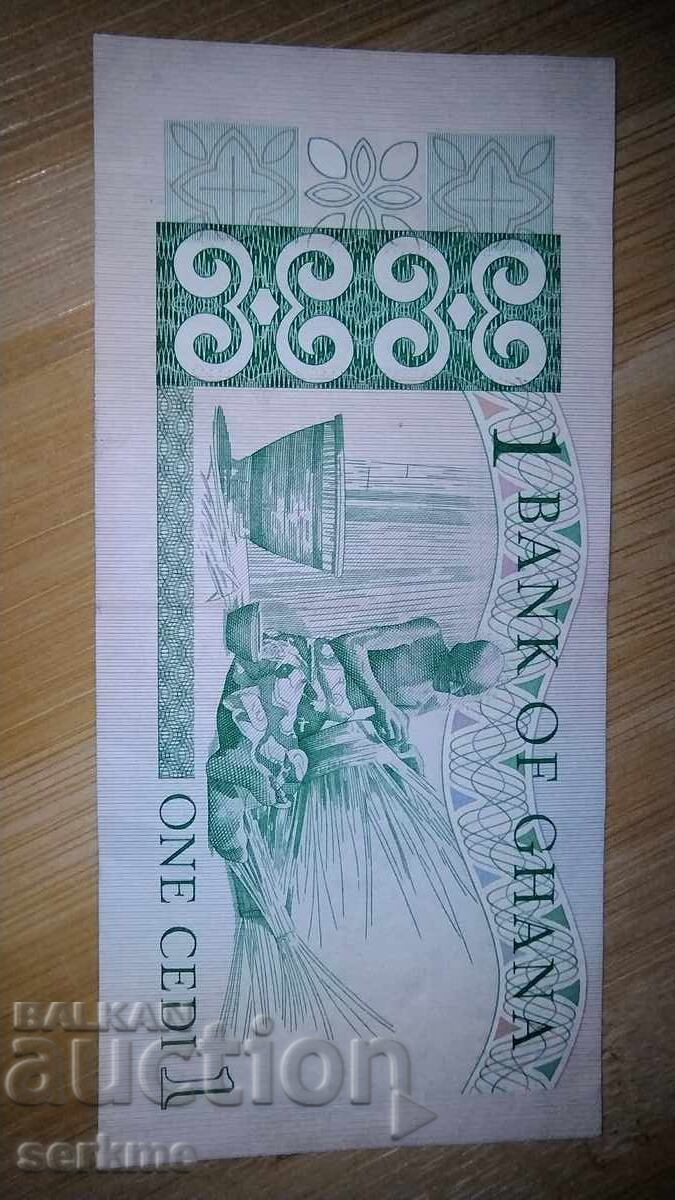 1 BANK OF GHANA
ONE CEDI 1
BALKAN
auction
serkme